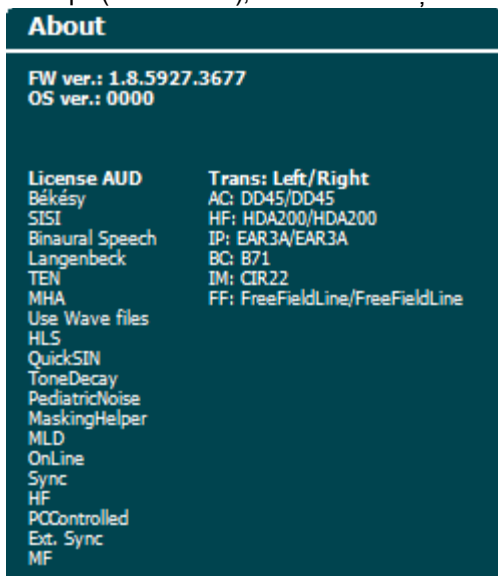 About
FW ver.: 1.8.5927.3677
OS ver.: 0000
License AUD
Békésy
SISI
Binaural Speech
Langenbeck
TEN
MHA
Use Wave files
HLS
QuickSIN
ToneDecay
PediatricNoise
MaskingHelper
MLD
OnLine
Sync
HF
PCControlled
Ext. Sync
MF
Trans: Left/Right
AC: DD45/DD45
HF: HDA200/HDA200
IP: EAR3A/EAR3A
BC: B71
IM: CIR22
FF: FreeFieldLine/FreeFieldLine